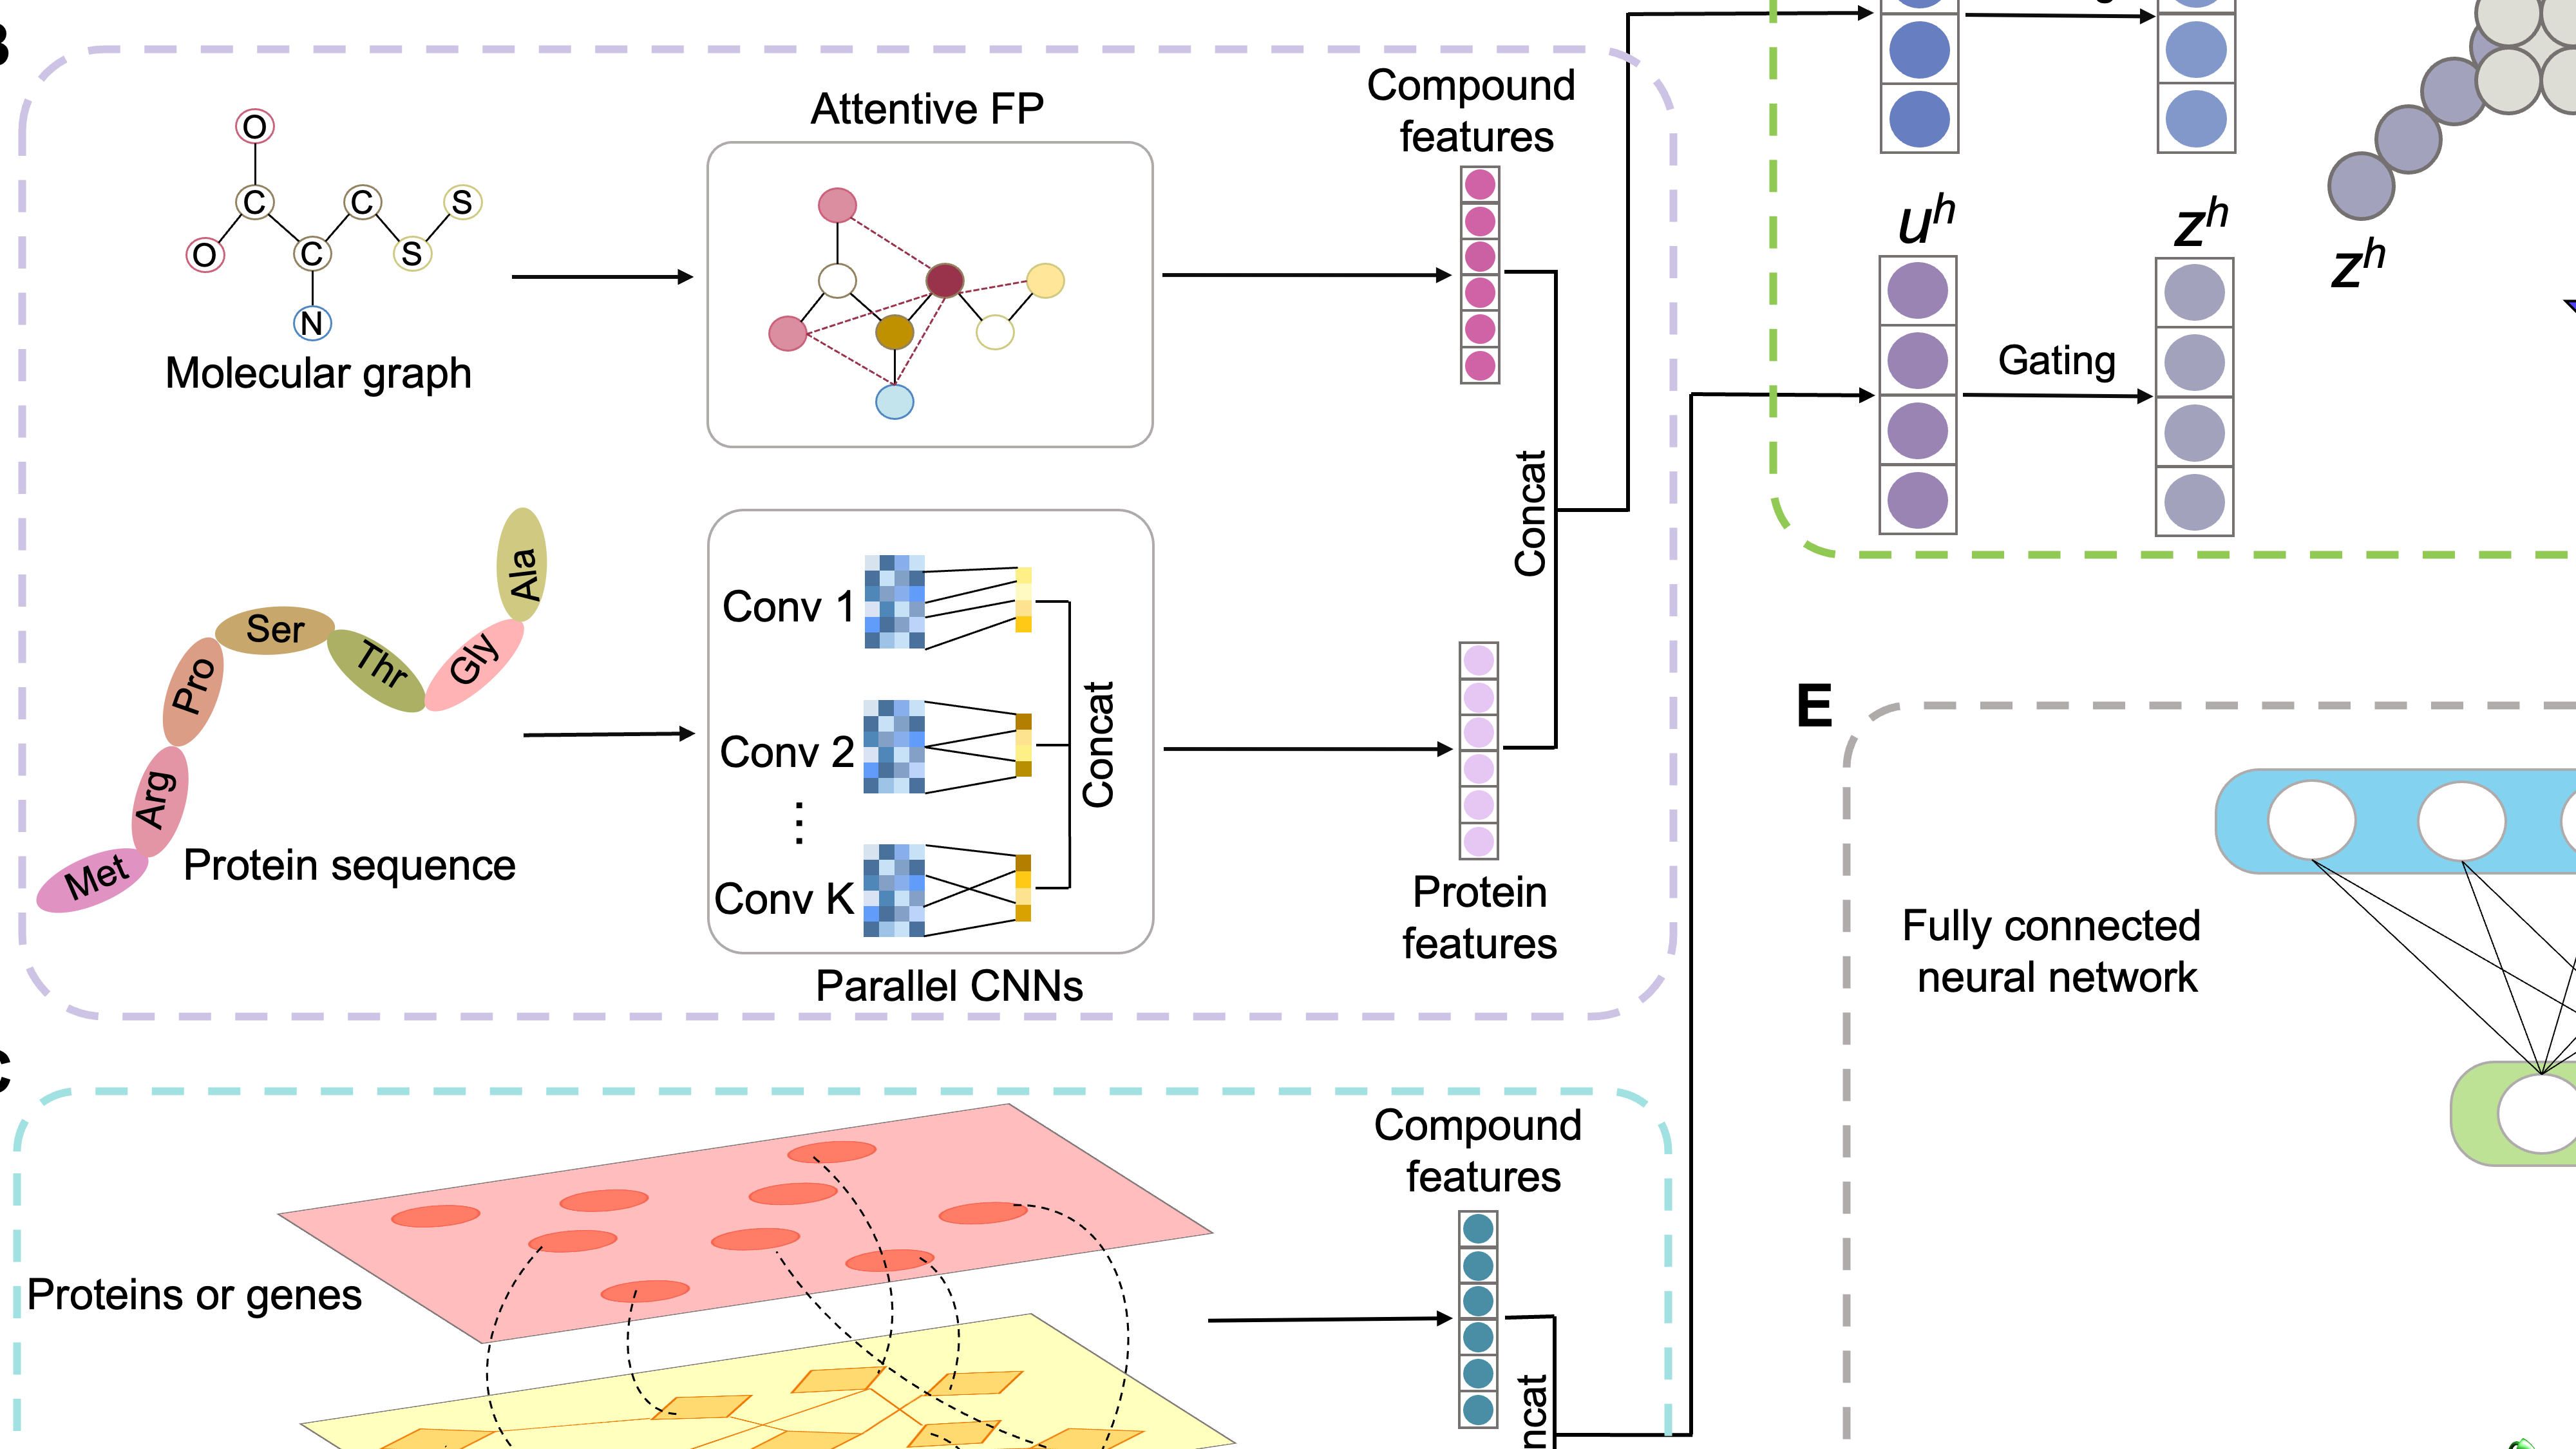 B
Attentive FP
Compound
features
O
C
C
S
O
C
S
N
Molecular graph
u^h
z^h
z^h
Gating
Concat
Ala
Ser
Thr
Gly
Pro
Arg
Met
Protein sequence
Conv 1
Conv 2
⋮
Conv K
Concat
Parallel CNNs
Protein
features
E
Fully connected
neural network
C
Compound
features
Proteins or genes